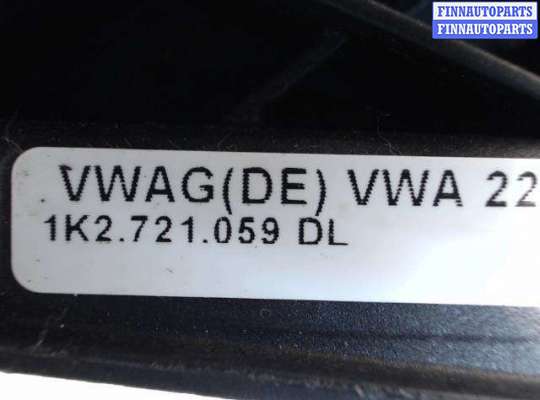 FINNAUTOPARTS
FINNAUTOPARTS
VWAG(DE) VWA 22
1K2.721.059 DL